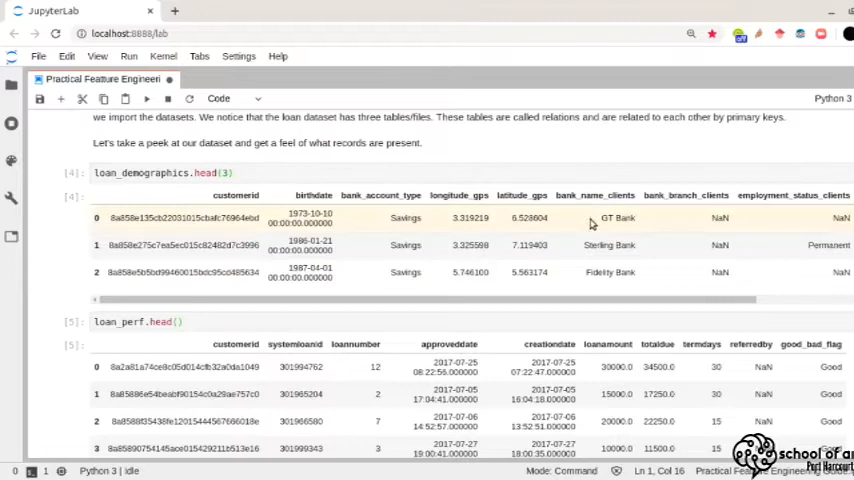 JupyterLab
localhost:8888/lab
File Edit View Run Kernel Tabs Settings Help
Practical Featture Engineeri
Code Python 3
we import the datasets. We notice that the loan dataset has three tables/files. These tables are called relations and are related to each other by primary keys.
Let's take a peek at our dataset and get a feel of what records are present.
[4]: loan_demographics.head(3)
[4]: customerid birthdate bank_account_type longitude_gps latitude_gps bank_name_clients bank_branch_clients employment_status_clients
0 1973-10-10 00:00:00.000000 Savings 3.319219 6.528604 GT Bank NaN NaN
1 8a858e275c7ea5ec015c82482d7c3996 1986-01-21 00:00:00.000000 Savings 3.325598 7.119403 Sterling Bank NaN Permanent
2 8a858e5b5bd99460015bdc95cd485634 1987-04-01 00:00:00.000000 Savings 5.746100 5.563174 Fidelity Bank NaN NaN
[5]: loan_perf.head()
[5]: customerid systemloanid loannumber approveddate creationdate loanamount totaldue termdays referredby good_bad_flag
0 8a2a81a74ce8c05d014cfb32a0da1049 301994762 12 2017-07-25 08:22:56.000000 2017-07-25 07:22:47.000000 30000.0 34500.0 30 NaN Good
1 8a85886e54beabf90154c0a29ae757c0 301965204 2 2017-07-05 17:04:41.000000 2017-07-05 16:04:18.000000 15000.0 17250.0 30 NaN Good
2 8a8588f35438fe12015444567666018e 301966580 7 2017-07-06 14:52:57.000000 2017-07-06 13:52:51.000000 20000.0 22250.0 15 NaN Good
3 8a85890754145ace015429211b513e16 301999343 3 2017-07-27 19:00:41.000000 2017-07-27 18:00:35.000000 10000.0 11500.0 15 NaN Good
school of
Port Harcourt
0 1 Python 3 | Idle Mode: Command Ln 1, Col 16 Practical